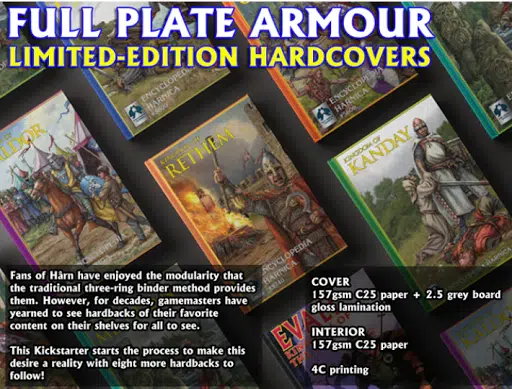 FULL PLATE ARMOUR
LIMITED-EDITION HARDCOVERS
ENCYCLOPEDIA
HARNICA
KINGDOM OF
RETHEM
KINGDOM OF
KANDAY
ENCYCLOPEDIA
HARNICA
Fans of Hârn have enjoyed the modularity that
the traditional three-ring binder method provides
them. However, for decades, gamemasters have
yearned to see hardbacks of their favorite
content on their shelves for all to see.
This Kickstarter starts the process to make this
desire a reality with eight more hardbacks to
follow!
COVER
157gsm C25 paper + 2.5 grey board
gloss lamination
INTERIOR
157gsm C25 paper
4C printing